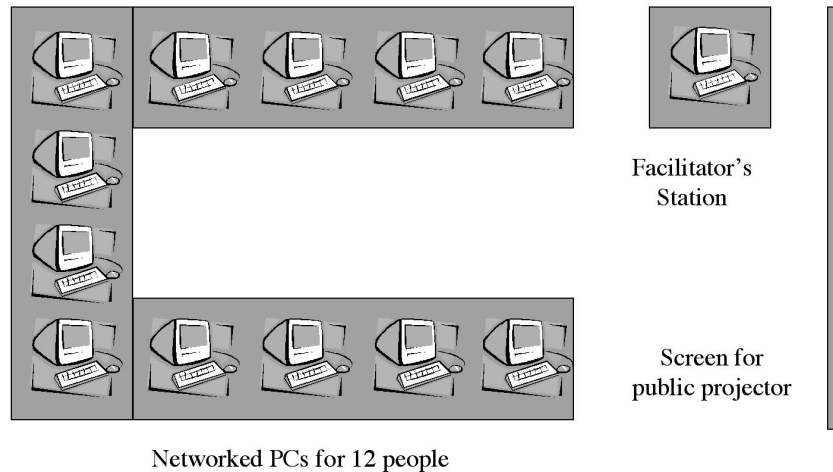 Facilitator’s
Station
Screen for
public projector
Networked PCs for 12 people